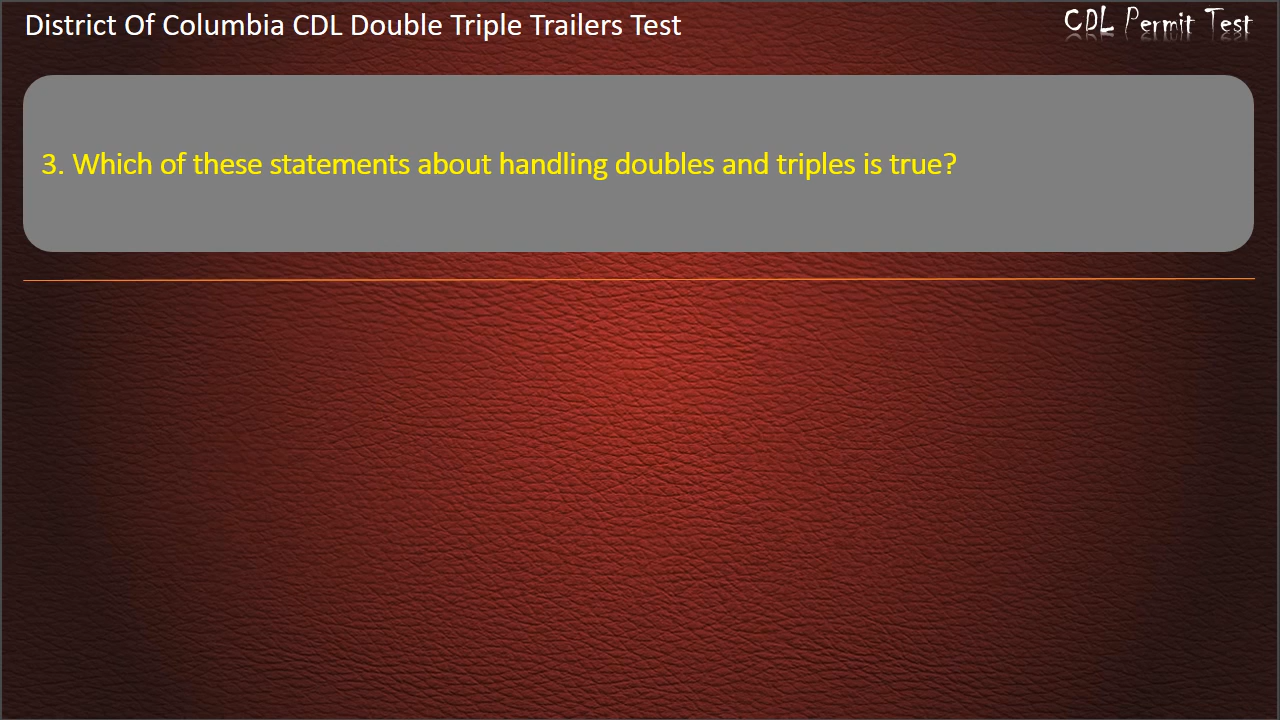 District Of Columbia CDL Double Triple Trailers Test
CDL Permit Test
3. Which of these statements about handling doubles and triples is true?